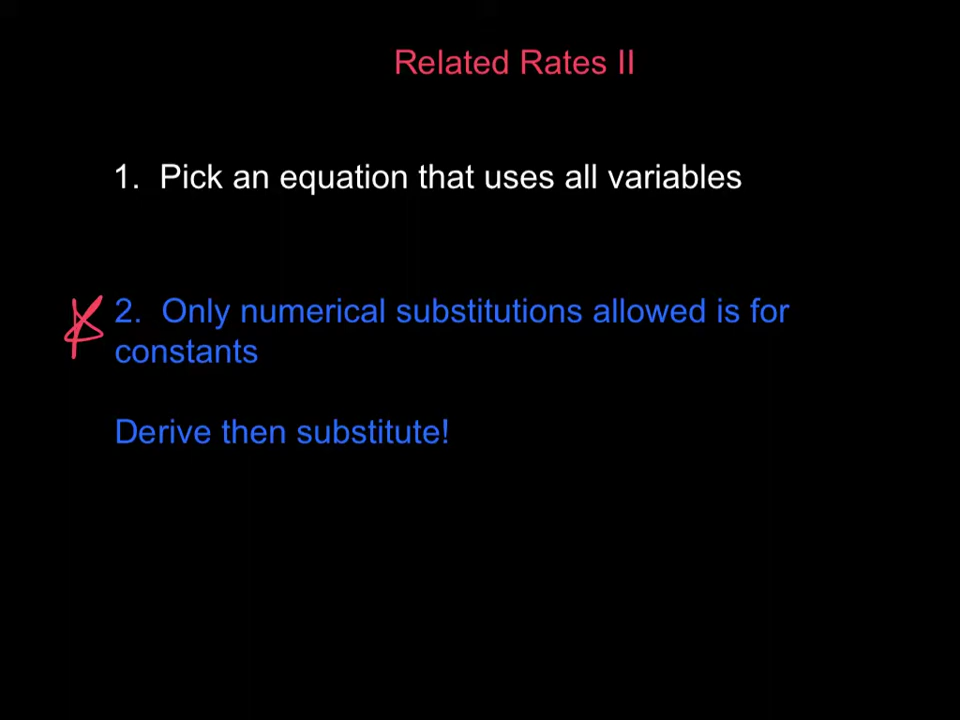 Related Rates II
1. Pick an equation that uses all variables
2. Only numerical substitutions allowed is for
constants
Derive then substitute!